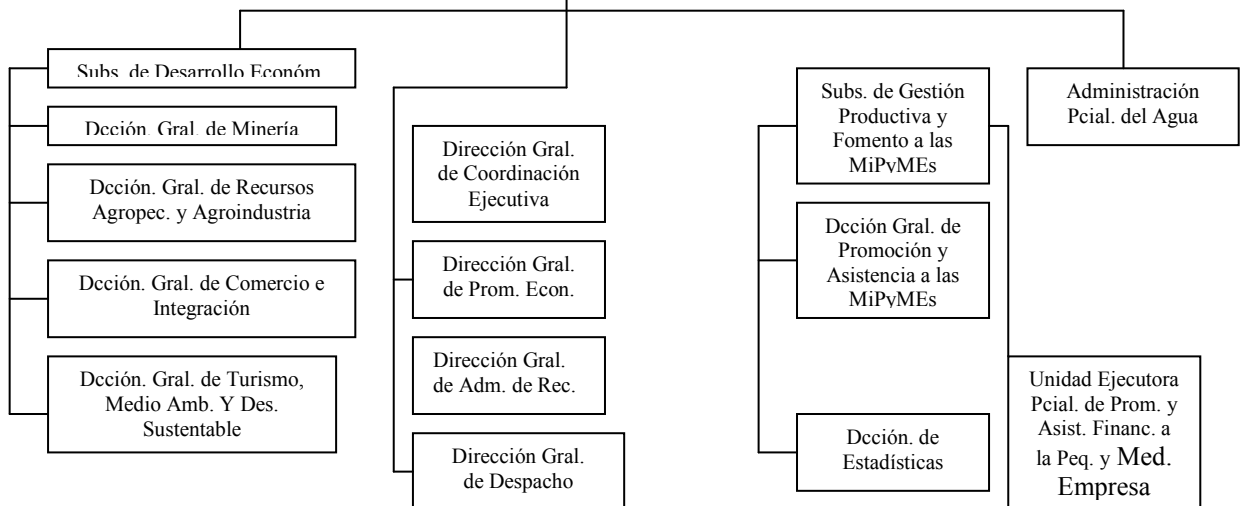 Subs. de Desarrollo Económ
Dcción. Gral. de Minería
Dcción. Gral. de Recursos
Agropec. y Agroindustria
Dcción. Gral. de Comercio e
Integración
Dcción. Gral. de Turismo,
Medio Amb. Y Des.
Sustentable
Dirección Gral.
de Coordinación
Ejecutiva
Dirección Gral.
de Prom. Econ.
Dirección Gral.
de Adm. de Rec.
Dirección Gral.
de Despacho
Subs. de Gestión
Productiva y
Fomento a las
MiPyMEs
Dcción Gral. de
Promoción y
Asistencia a las
MiPyMEs
Dcción. de
Estadísticas
Administración
Pcial. del Agua
Unidad Ejecutora
Pcial. de Prom. y
Asist. Financ. a
la Peq. y Med.
Empresa